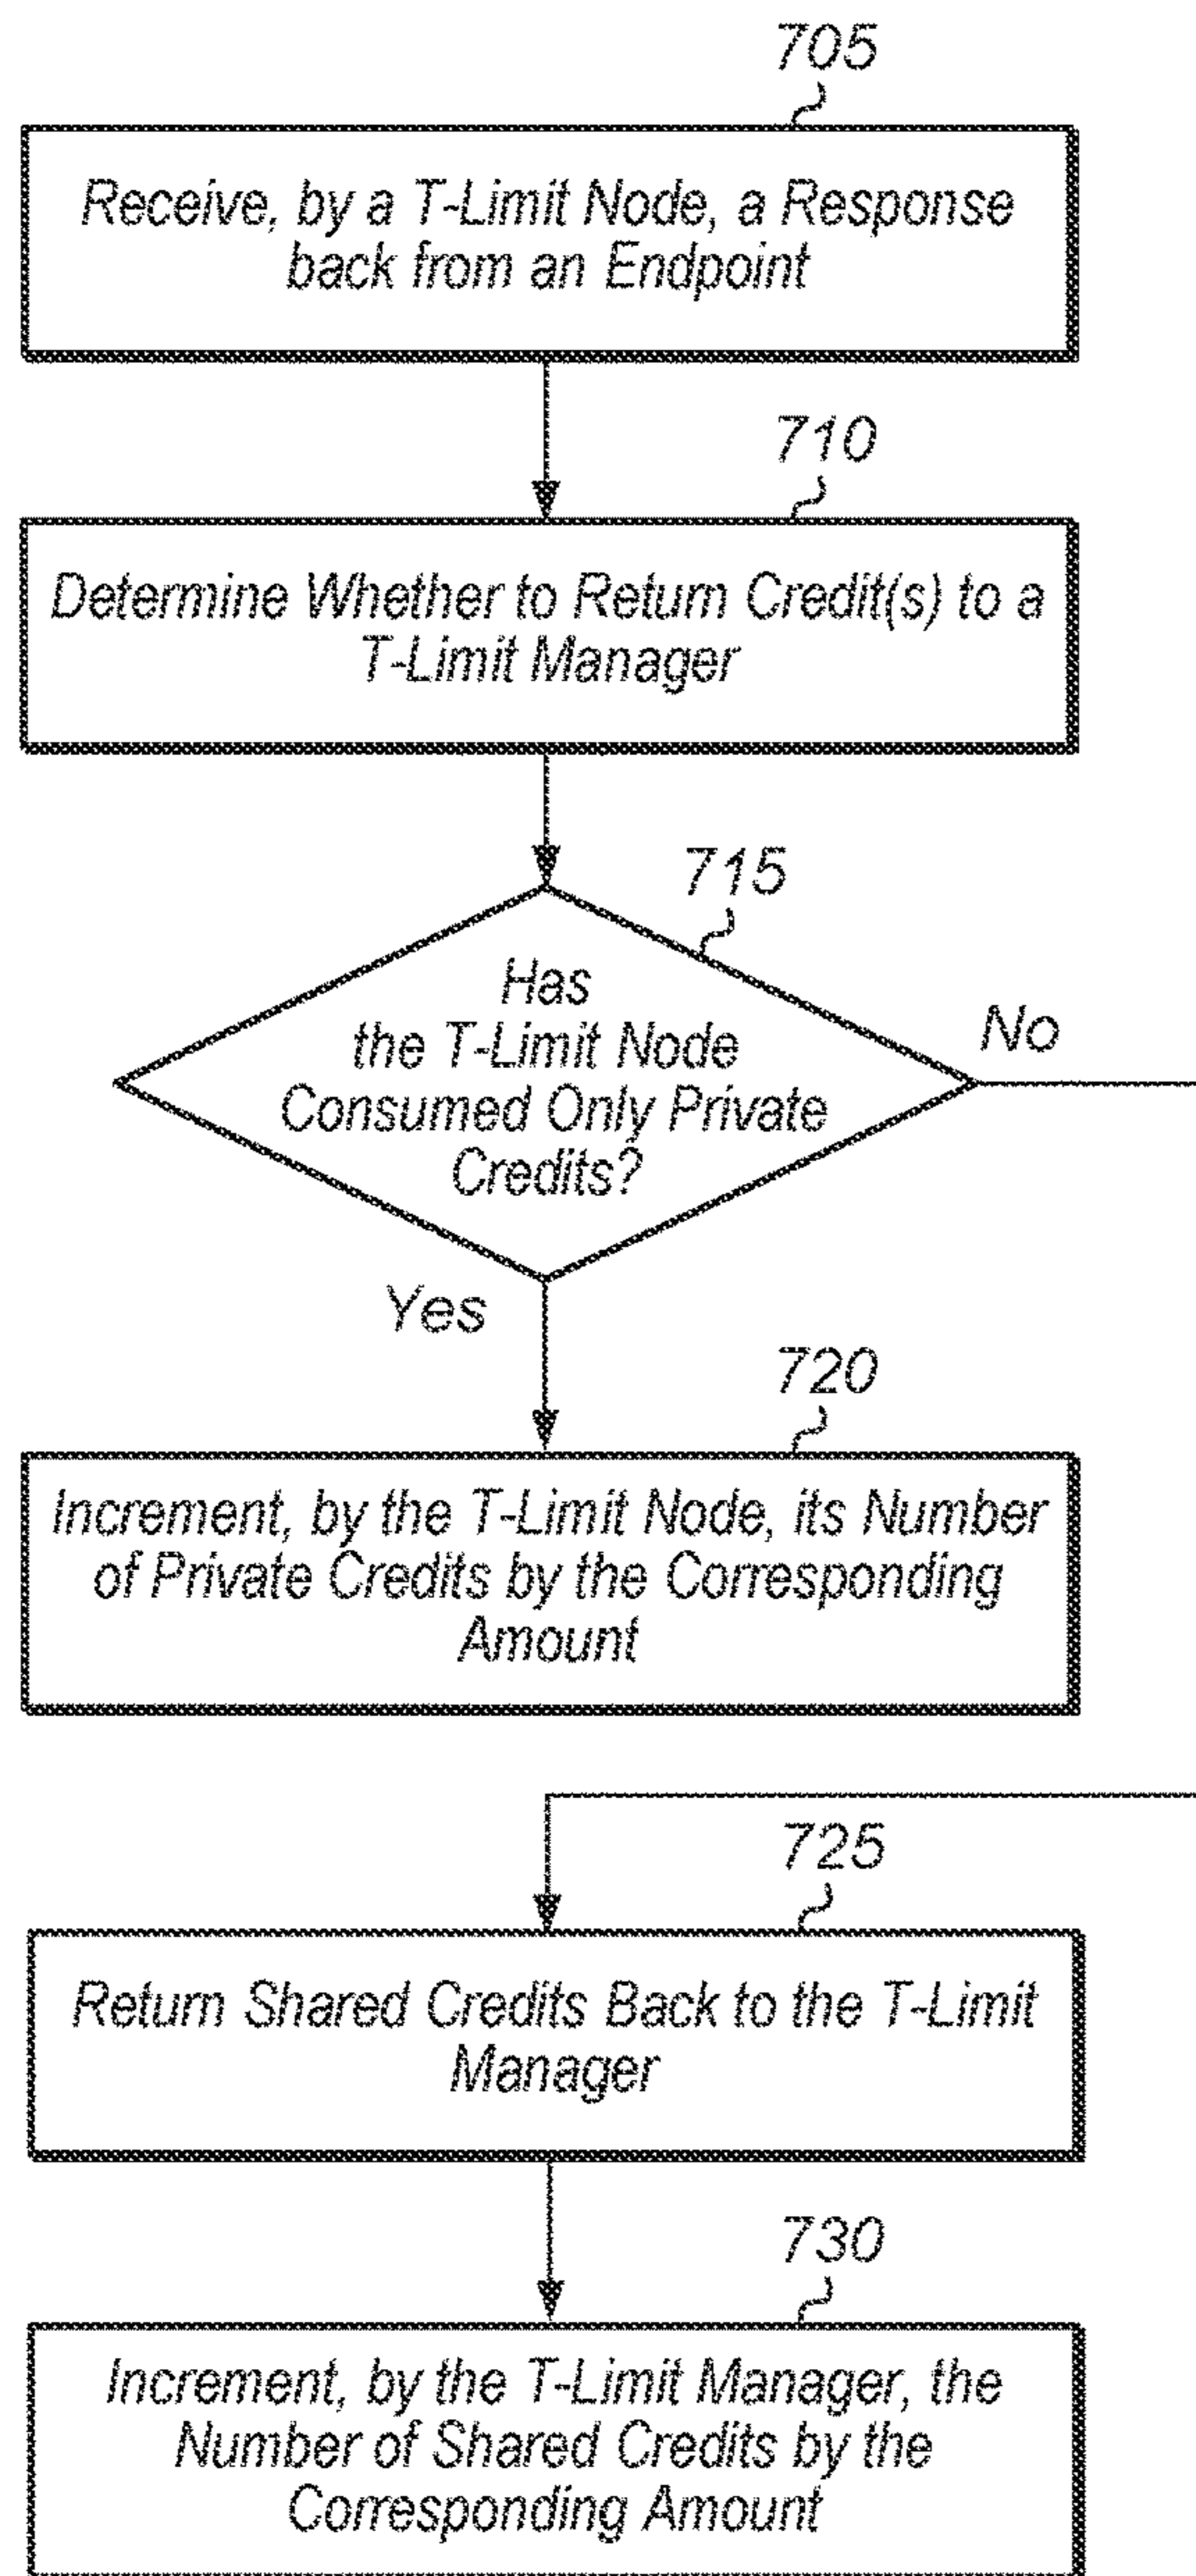 705
Receive, by a T-Limit Node, a Response
back from an Endpoint
710
Determine Whether to Return Credit(s) to a
T-Limit Manager
715
Has
the T-Limit Node
Consumed Only Private
Credits?
No
Yes
720
Increment, by the T-Limit Node, its Number
of Private Credits by the Corresponding
Amount
725
Return Shared Credits Back to the T-Limit
Manager
730
Increment, by the T-Limit Manager, the
Number of Shared Credits by the
Corresponding Amount